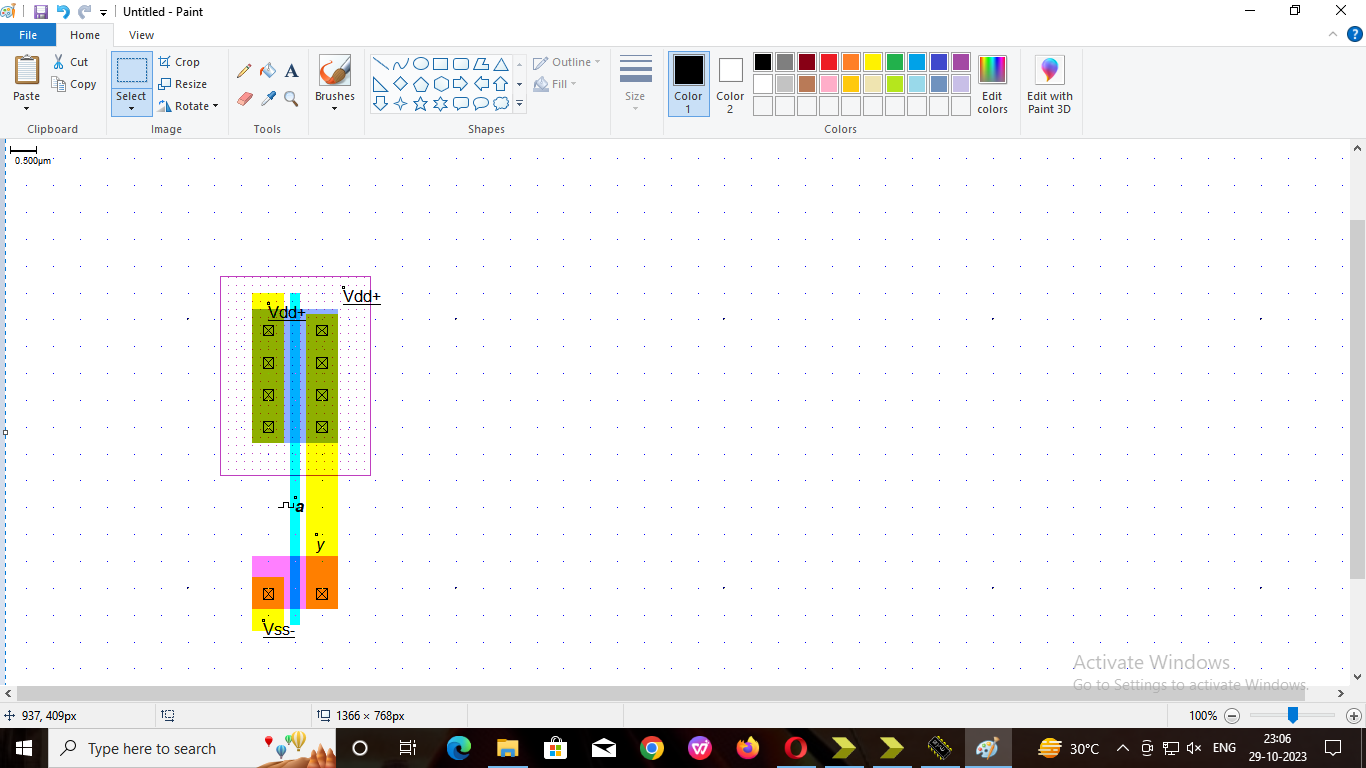 Untitled - Paint
File
Home
View
Paste
Cut
Copy
Clipboard
Select
Crop
Resize
Rotate
Image
A
Tools
Brushes
Shapes
Outline
Fill
Size
Color 1
Color 2
Edit colors
Colors
Edit with Paint 3D
0.500µm
Vdd+
Vdd+
a
y
Vss-
Activate Windows
Go to Settings to activate Windows.
937, 409px
1366 × 768px
100%
Type here to search
30°C
ENG
23:06
29-10-2023